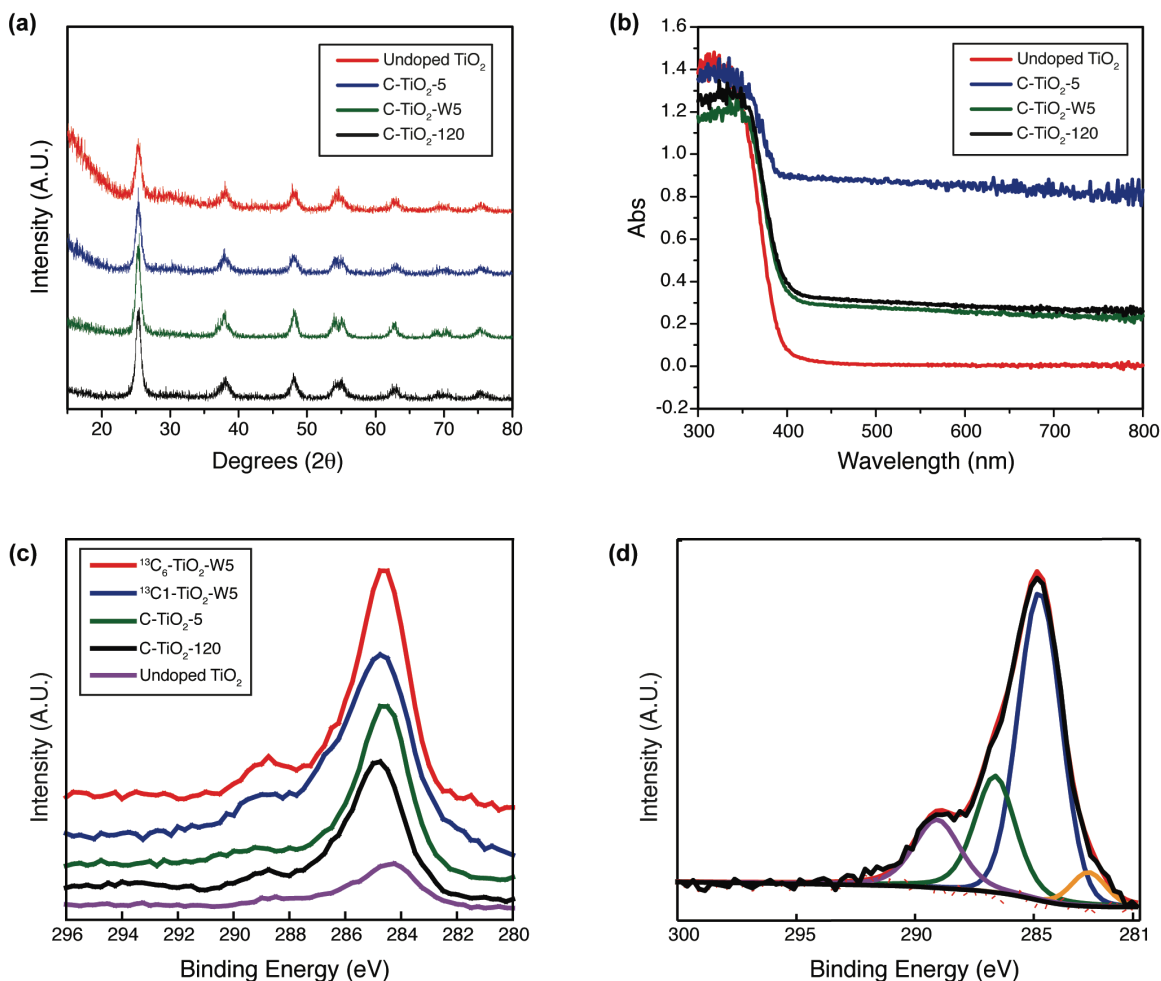 (a)
Undoped TiO₂
C-TiO₂-5
C-TiO₂-W5
C-TiO₂-120
Intensity (A.U.)
20 30 40 50 60 70 80
Degrees (2θ)
(b)
Undoped TiO₂
C-TiO₂-5
C-TiO₂-W5
C-TiO₂-120
Abs
1.6
1.4
1.2
1.0
0.8
0.6
0.4
0.2
0.0
-0.2
300 400 500 600 700 800
Wavelength (nm)
(c)
¹³C₆-TiO₂-W5
¹³C1-TiO₂-W5
C-TiO₂-5
C-TiO₂-120
Undoped TiO₂
Intensity (A.U.)
296 294 292 290 288 286 284 282 280
Binding Energy (eV)
(d)
Intensity (A.U.)
300 295 290 285 281
Binding Energy (eV)